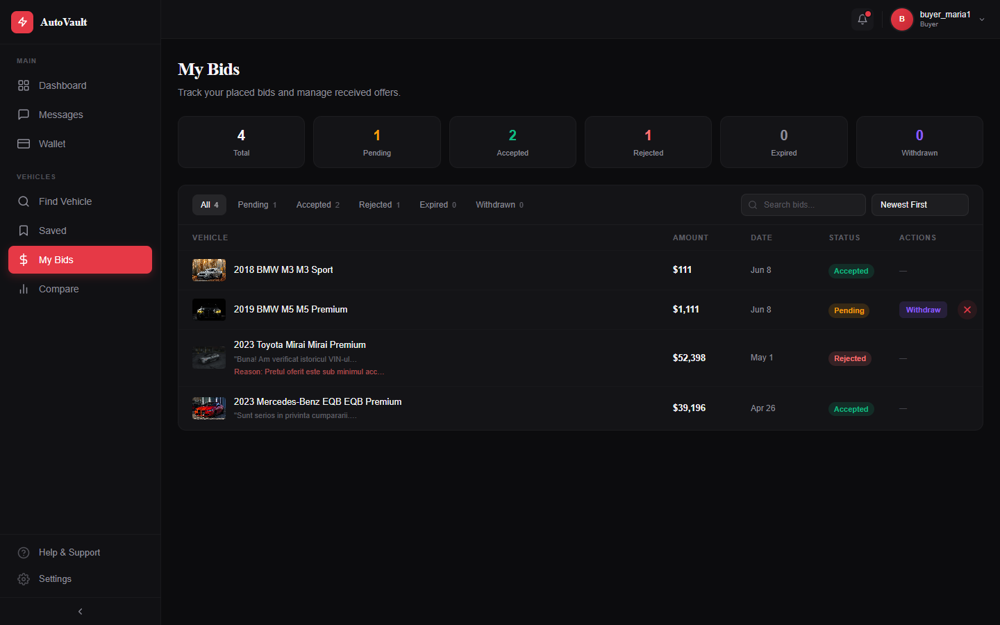 AutoVault
buyer_maria1
B
Buyer
MAIN
Dashboard
Messages
Wallet
VEHICLES
Find Vehicle
Saved
My Bids
Compare
Help & Support
Settings
My Bids
Track your placed bids and manage received offers.
4
Total
1
Pending
2
Accepted
1
Rejected
0
Expired
0
Withdrawn
All 4 Pending 1 Accepted 2 Rejected 1 Expired 0 Withdrawn 0 Search bids... Newest First
VEHICLE AMOUNT DATE STATUS ACTIONS
2018 BMW M3 M3 Sport $111 Jun 8 Accepted —
2019 BMW M5 M5 Premium $1,111 Jun 8 Pending Withdraw
2023 Toyota Mirai Mirai Premium
"Buna! Am verificat istoricul VIN-ul... $52,398 May 1 Rejected —
Reason: Pretul oferit este sub minimul acc...
2023 Mercedes-Benz EQB EQB Premium $39,196 Apr 26 Accepted —
"Sunt serios in privinta cumpararii....